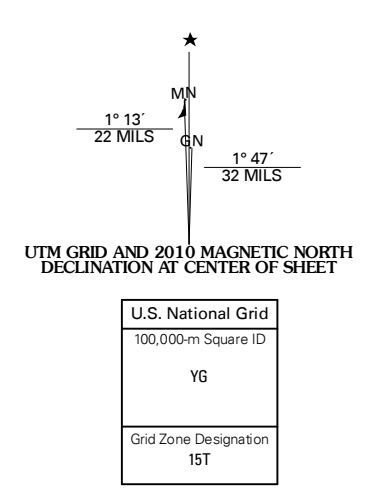 MN
1° 13´
22 MILS
GN
1° 47´
32 MILS
UTM GRID AND 2010 MAGNETIC NORTH
DECLINATION AT CENTER OF SHEET
U.S. National Grid
100,000-m Square ID
YG
Grid Zone Designation
15T